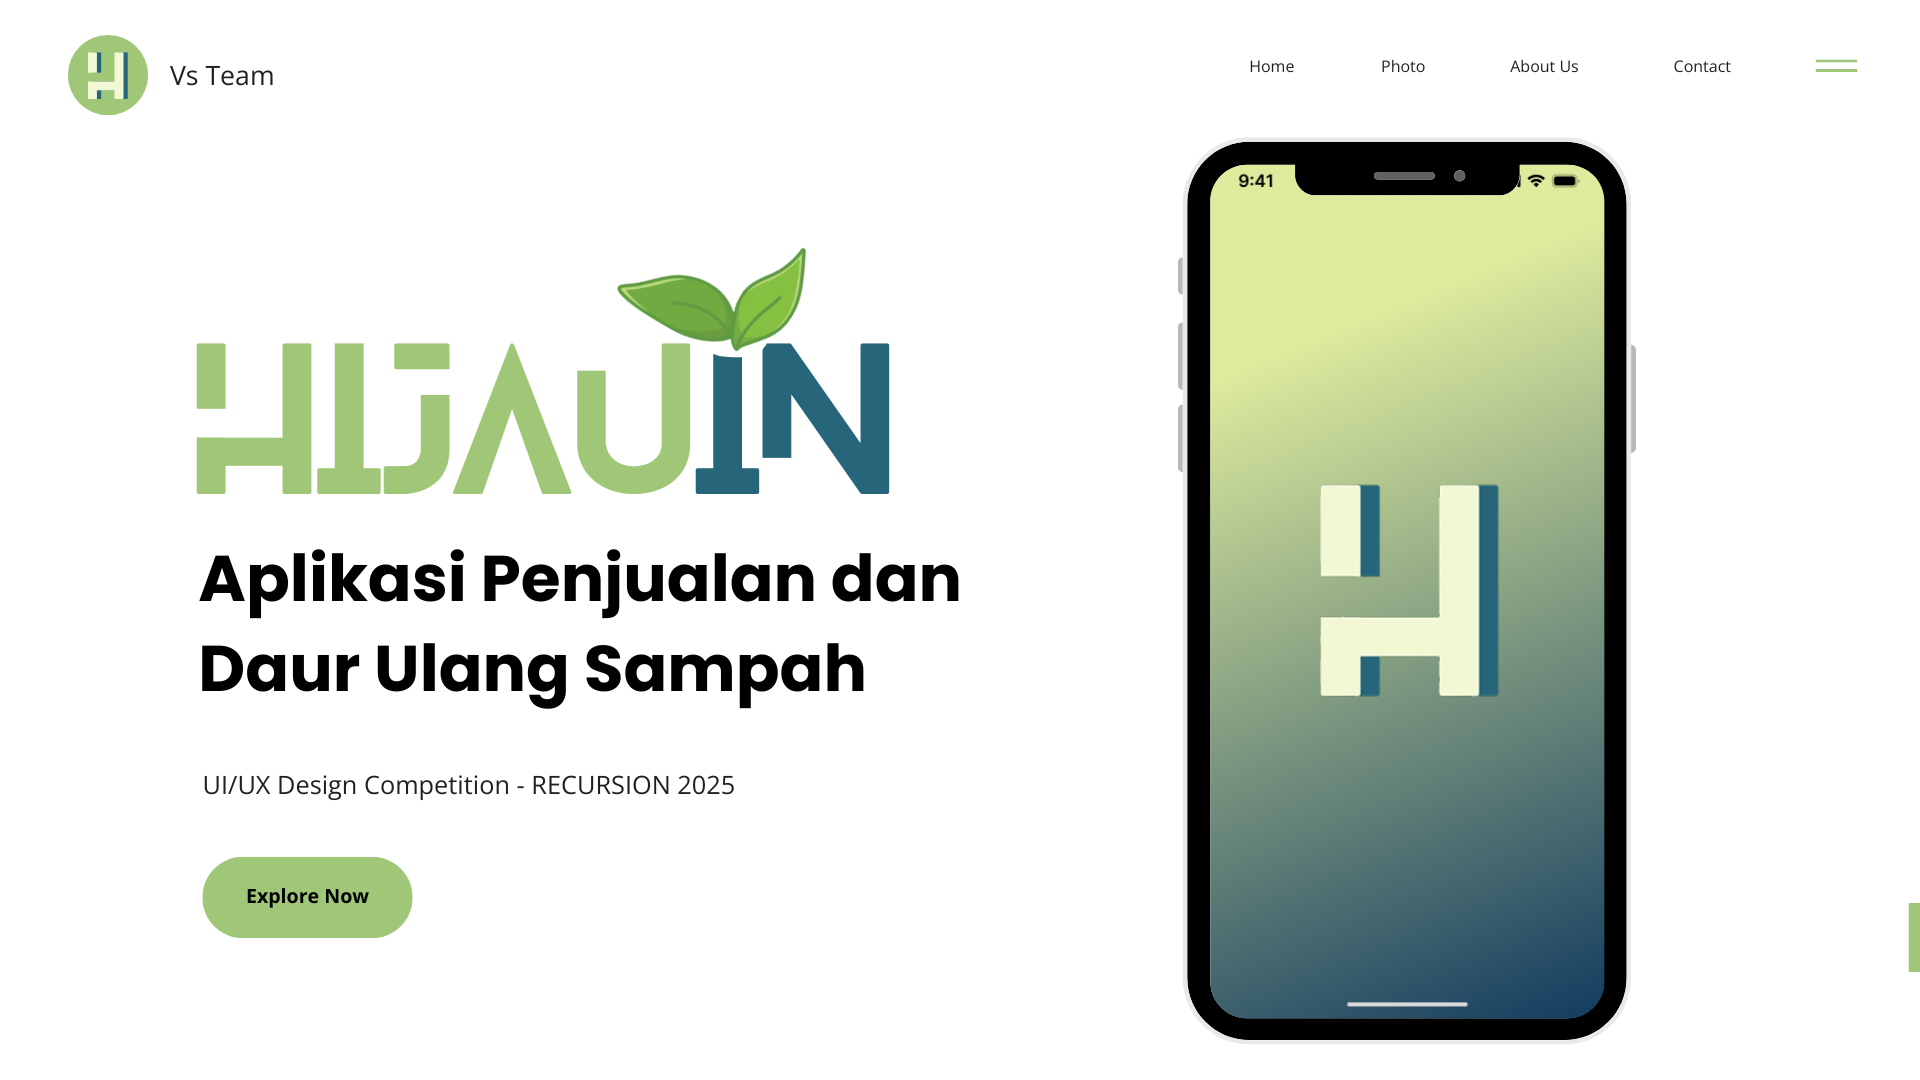 Vs Team
Home Photo About Us Contact
9:41
HIJAUIN
Aplikasi Penjualan dan
Daur Ulang Sampah
UI/UX Design Competition - RECURSION 2025
Explore Now